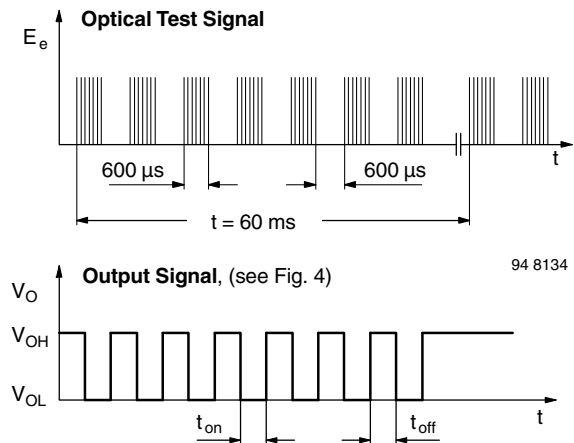 Optical Test Signal
E e
t
600 µs
600 µs
t = 60 ms
94 8134
Output Signal, (see Fig. 4)
V O
V OH
V OL
t
t on
t off